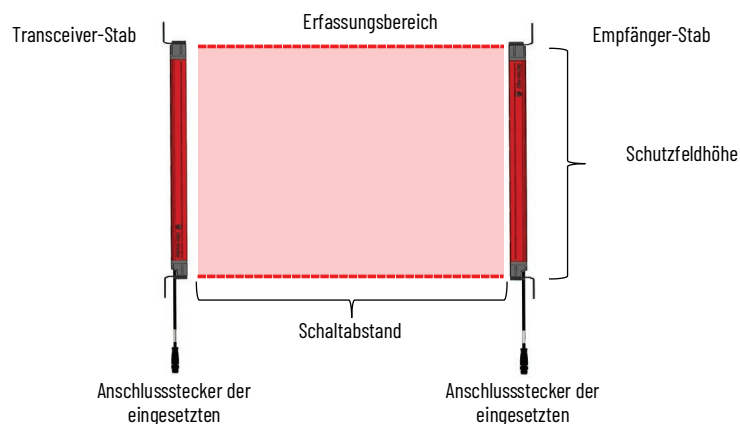 Erfassungsbereich
Transceiver-Stab
Empfänger-Stab
Schutzfeldhöhe
Schaltabstand
Anschlussstecker der
eingesetzten
Anschlussstecker der
eingesetzten